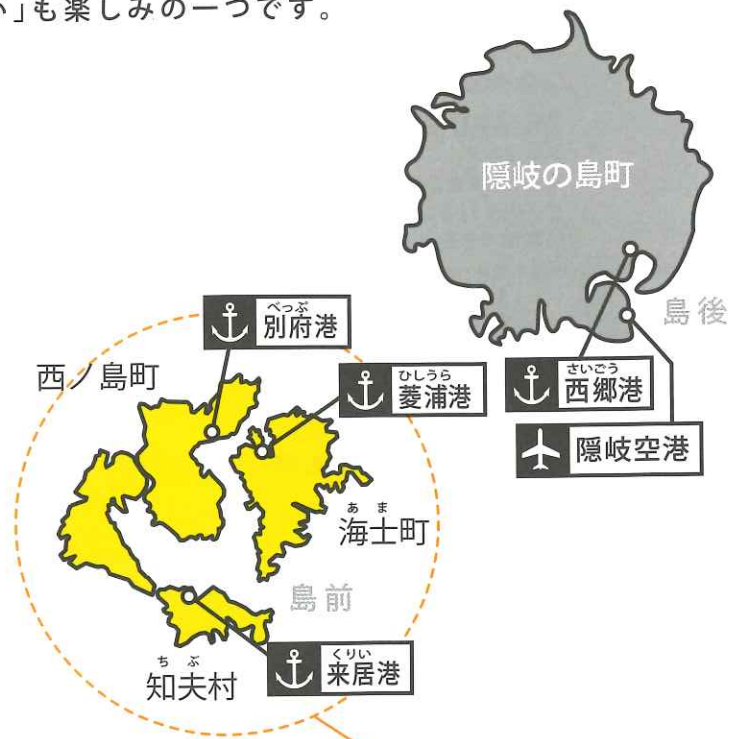 い」も楽しみの一つです。
隠岐の島町
島後
べっぷ
別府港
西ノ島町
ひしうら
菱浦港
さいごう
西郷港
隠岐空港
あま
海士町
島前
くりい
来居港
ちぶ
知夫村